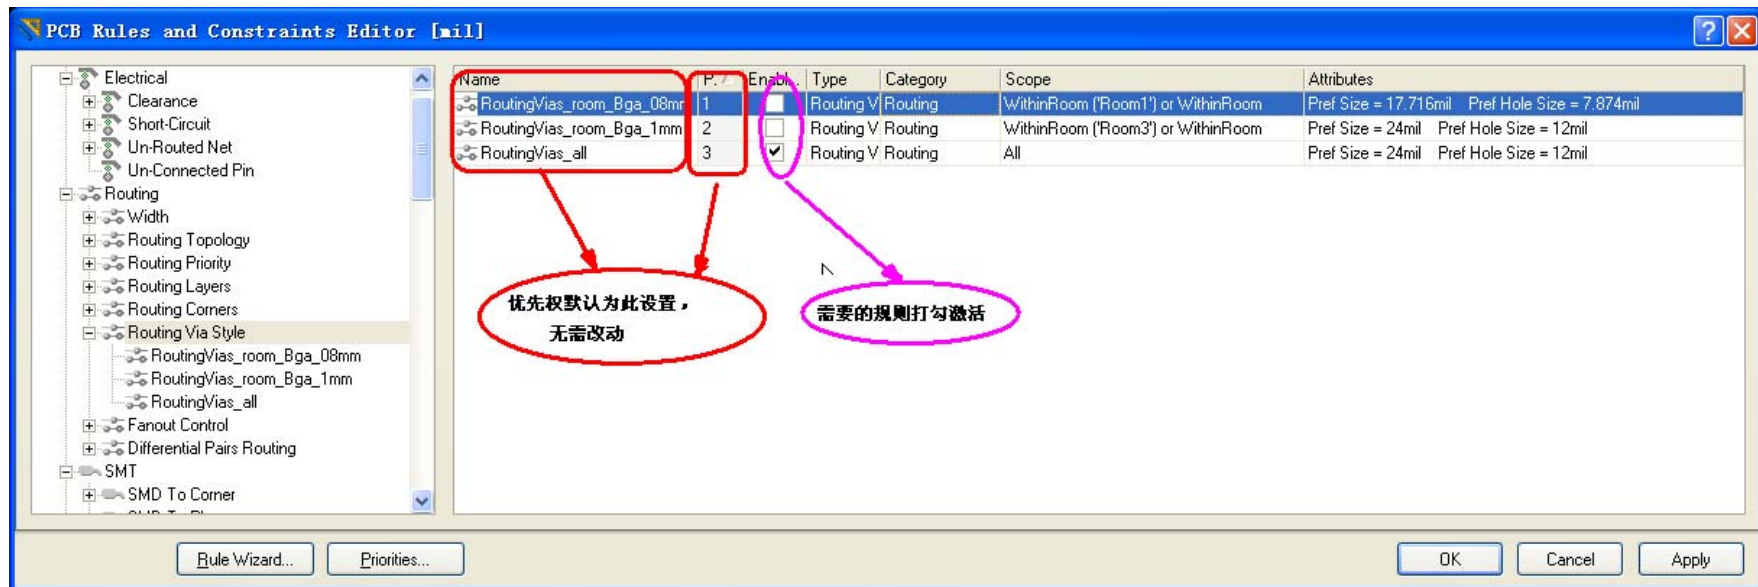 PCB Rules and Constraints Editor [mil]
Electrical
Clearance
Short-Circuit
Un-Routed Net
Un-Connected Pin
Routing
Width
Routing Topology
Routing Priority
Routing Layers
Routing Corners
Routing Via Style
RoutingVias_room_Bga_08mm
RoutingVias_room_Bga_1mm
RoutingVias_all
Fanout Control
Differential Pairs Routing
SMT
SMD To Corner
Name P.. Enabl.. Type Category Scope Attributes
RoutingVias_room_Bga_08mr 1 Routing V Routing WithinRoom ('Room1') or WithinRoom Pref Size = 17.716mil Pref Hole Size = 7.874mil
RoutingVias_room_Bga_1mm 2 Routing V Routing WithinRoom ('Room3') or WithinRoom Pref Size = 24mil Pref Hole Size = 12mil
RoutingVias_all 3 Routing V Routing All Pref Size = 24mil Pref Hole Size = 12mil
优先权默认为此设置，
无需改动
需要的规则打勾激活
Rule Wizard... Priorities... OK Cancel Apply